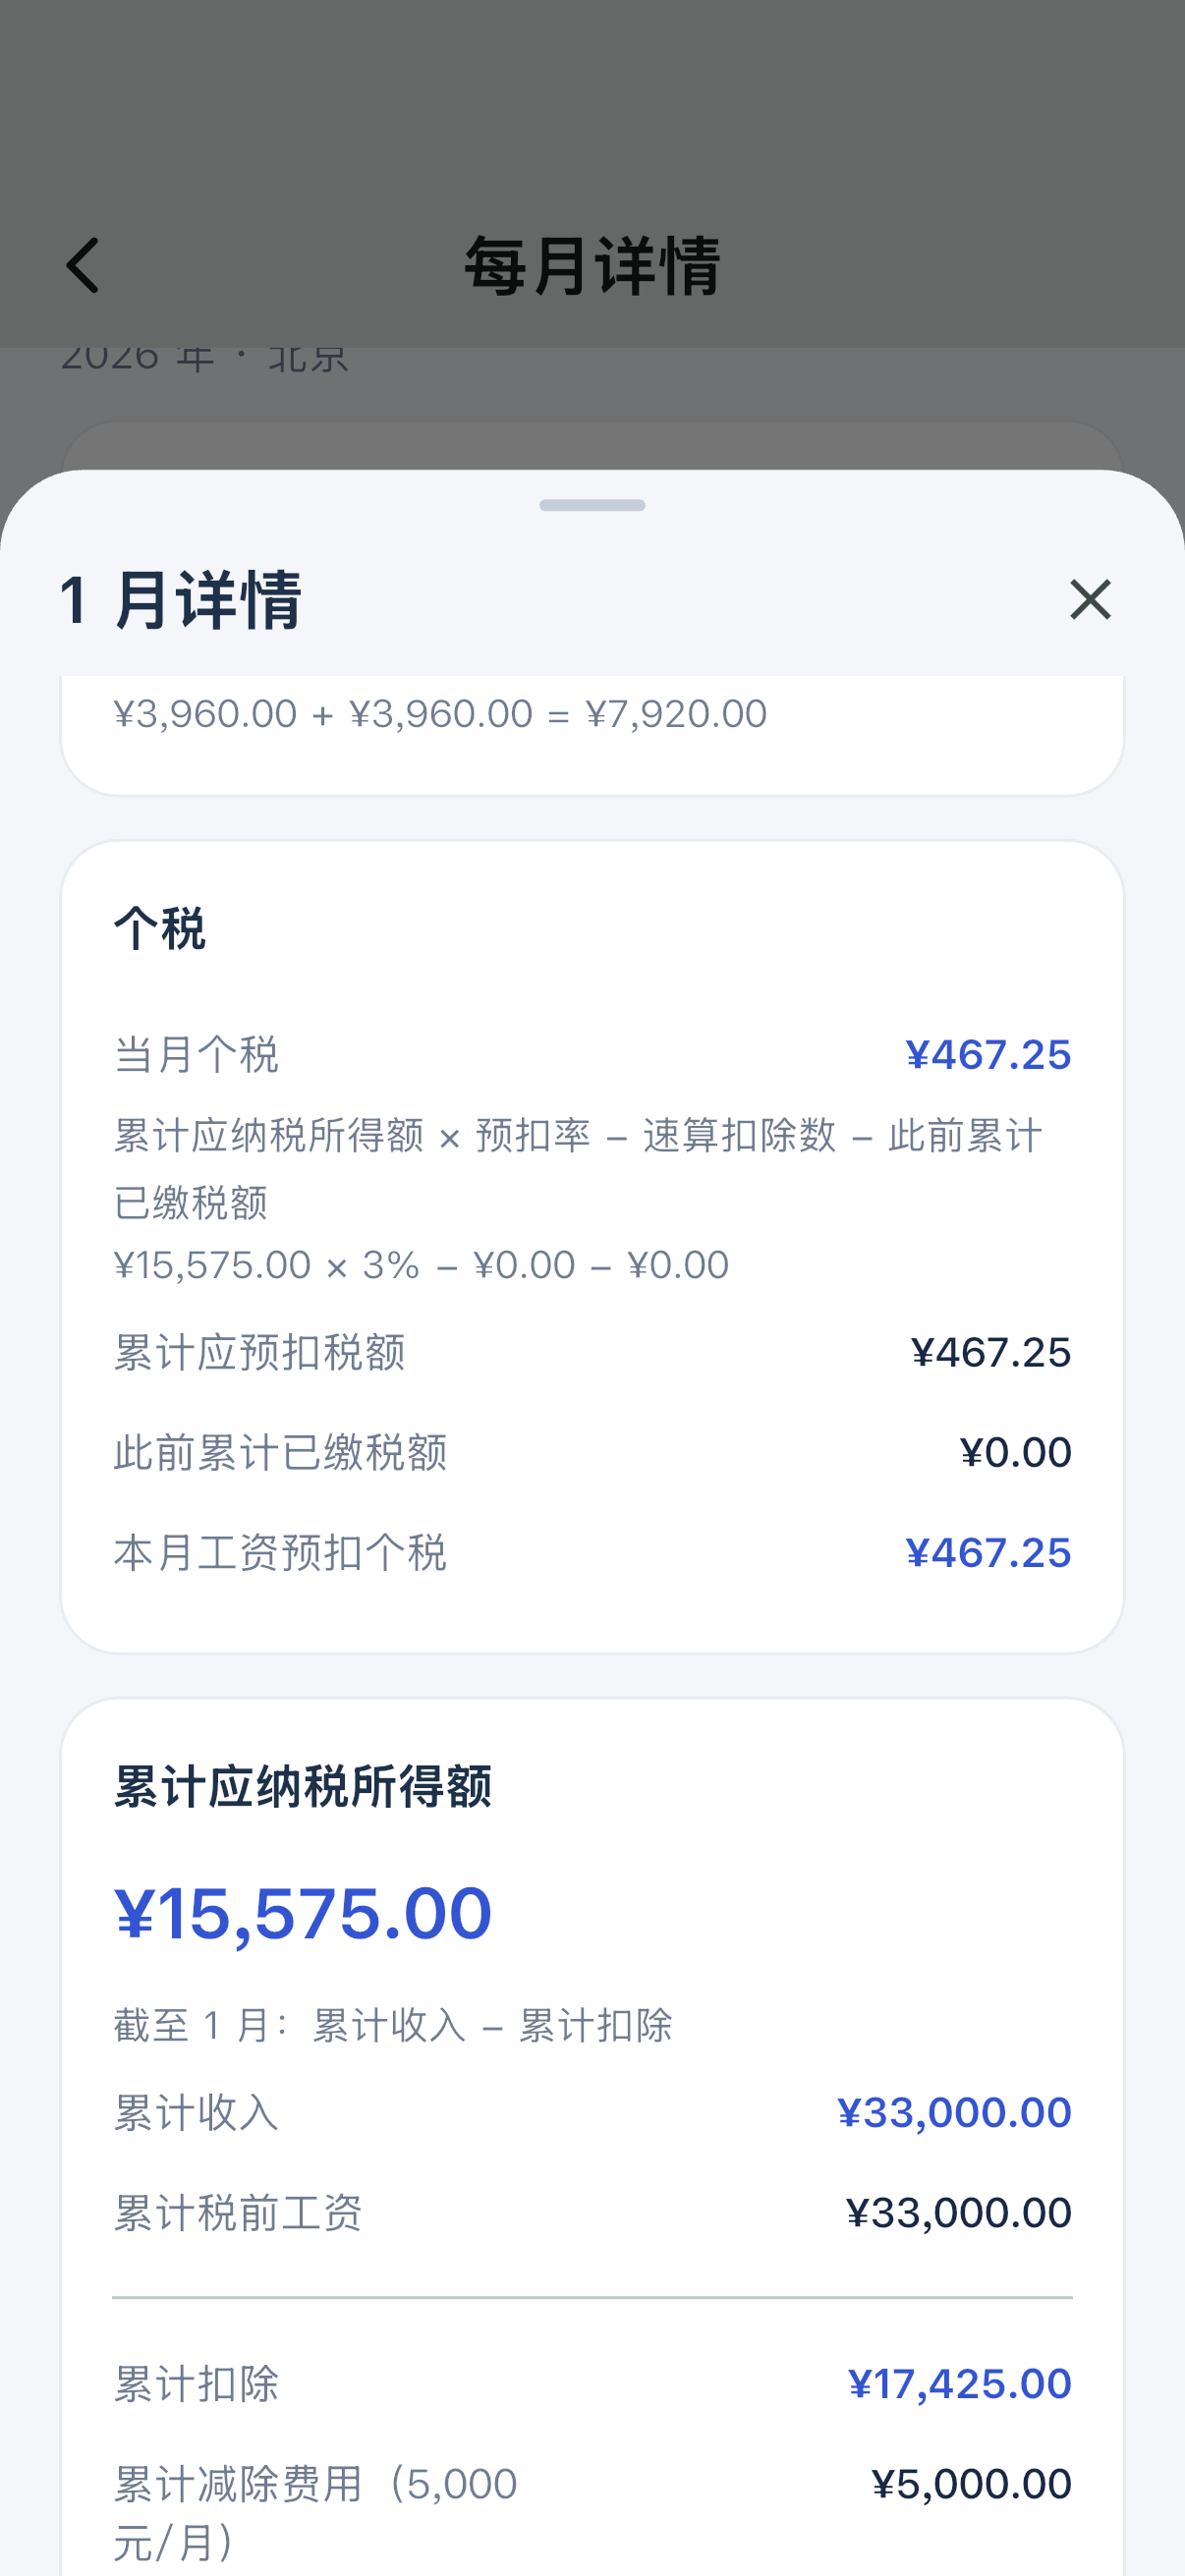 每月详情
2026 年 · 北京
1 月详情
¥3,960.00 + ¥3,960.00 = ¥7,920.00
个税
当月个税 ¥467.25
累计应纳税所得额 × 预扣率 – 速算扣除数 – 此前累计
已缴税额
¥15,575.00 × 3% – ¥0.00 – ¥0.00
累计应预扣税额 ¥467.25
此前累计已缴税额 ¥0.00
本月工资预扣个税 ¥467.25
累计应纳税所得额
¥15,575.00
截至 1 月：累计收入 – 累计扣除
累计收入 ¥33,000.00
累计税前工资 ¥33,000.00
累计扣除 ¥17,425.00
累计减除费用（5,000 ¥5,000.00
元/月）